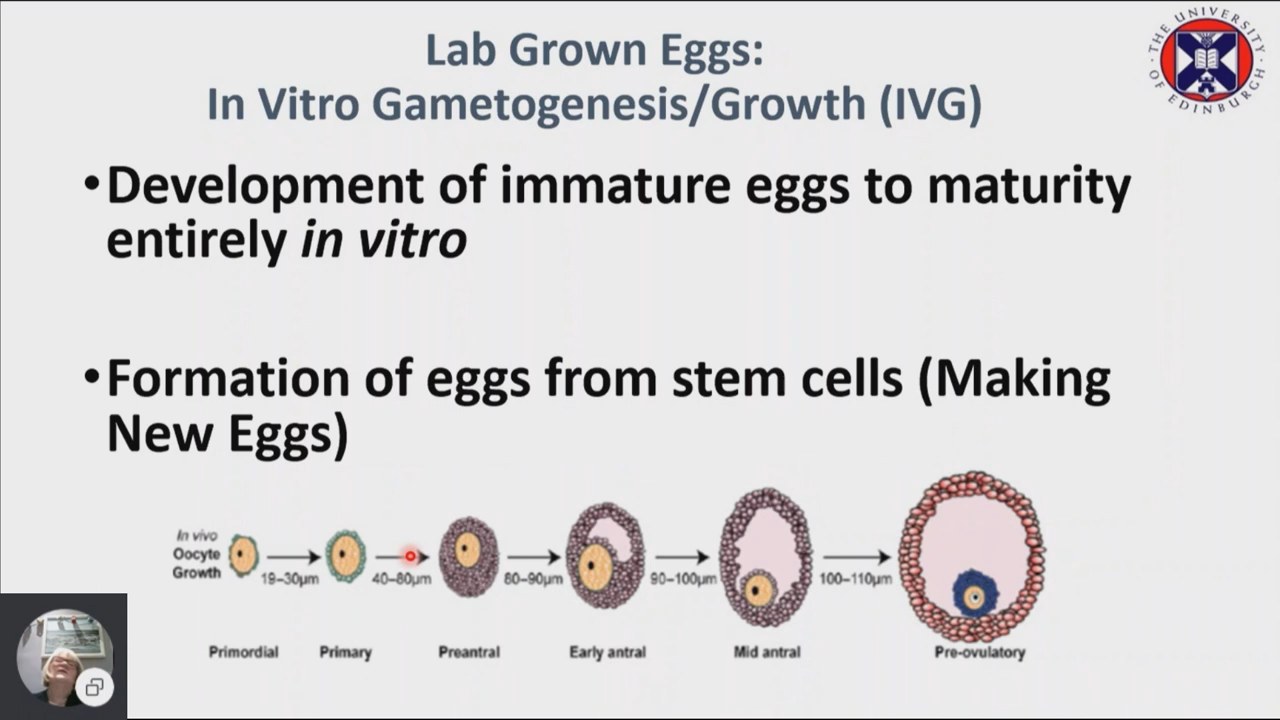 Lab Grown Eggs:
In Vitro Gametogenesis/Growth (IVG)
THE UNIVERSITY OF EDINBURGH
•Development of immature eggs to maturity
entirely in vitro
•Formation of eggs from stem cells (Making
New Eggs)
In vivo
Oocyte
Growth
19–30μm
40–80μm
80–90μm
90–100μm
100–110μm
Primordial
Primary
Preantral
Early antral
Mid antral
Pre-ovulatory